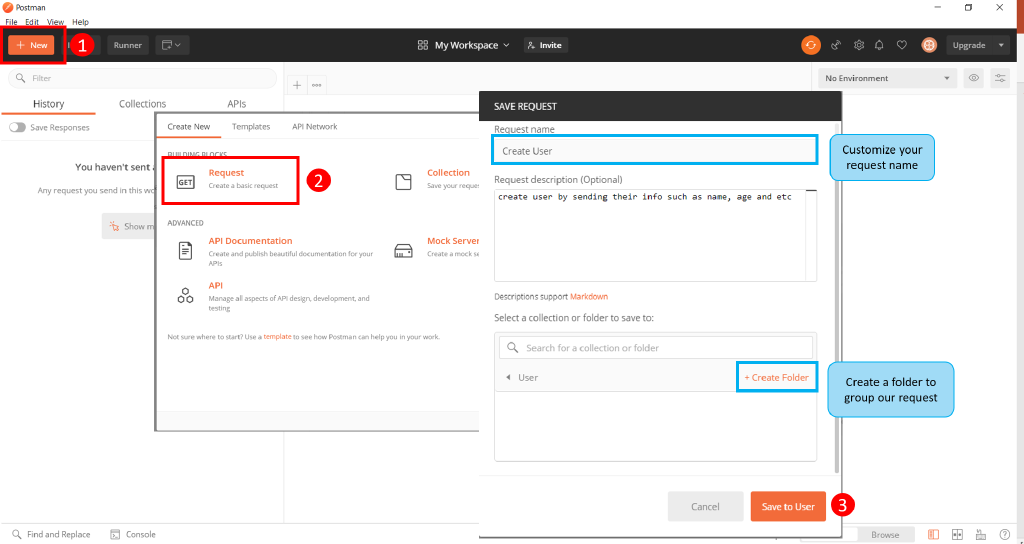 Postman
File Edit View Help
+ New
1
Runner
My Workspace
Invite
Upgrade
Filter
History
Collections
APIs
Save Responses
No Environment
You haven't sent a
Any request you send in this wo
Show m
Create New
Templates
API Network
BUILDING BLOCKS
GET
Request
Create a basic request
2
Collection
Save your reque
ADVANCED
API Documentation
Create and publish beautiful documentation for your
APIs
Mock Server
Create a mock se
API
Manage all aspects of API design, development, and
testing
Not sure where to start? Use a template to see how Postman can help you in your work.
SAVE REQUEST
Request name
Create User
Customize your
request name
Request description (Optional)
create user by sending their info such as name, age and etc
Descriptions support Markdown
Select a collection or folder to save to:
Search for a collection or folder
User
+ Create Folder
Create a folder to
group our request
Cancel
Save to User
3
Find and Replace
Console
Browse